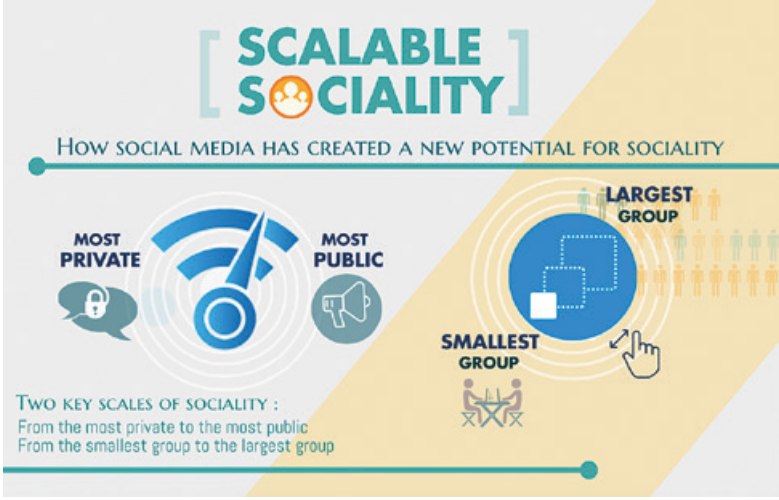 [ SCALABLE
SOCIALITY ]
HOW SOCIAL MEDIA HAS CREATED A NEW POTENTIAL FOR SOCIALITY
MOST
PRIVATE
MOST
PUBLIC
LARGEST
GROUP
SMALLEST
GROUP
TWO KEY SCALES OF SOCIALITY :
From the most private to the most public
From the smallest group to the largest group